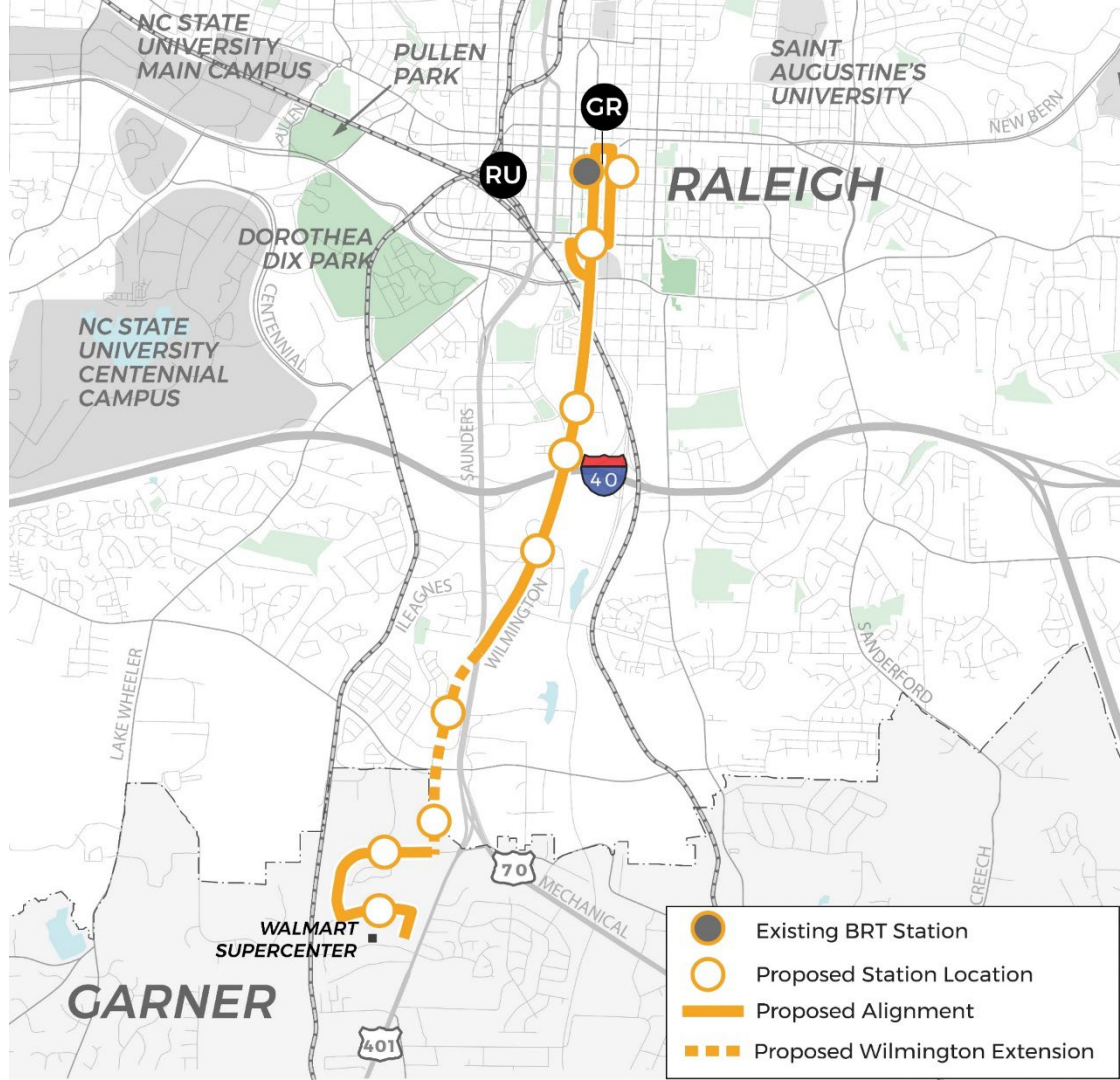 NC STATE
UNIVERSITY
MAIN CAMPUS
PULLEN
PARK
SAINT
AUGUSTINE'S
UNIVERSITY
GR
NEW BERN
PULLEN
RU
RALEIGH
DOROTHEA
DIX PARK
CENTENNIAL
NC STATE
UNIVERSITY
CENTENNIAL
CAMPUS
SAUNDERS
40
ILEAGNES
WILMINGTON
SANDERFORD
LAKE WHEELER
70
MECHANICAL
CREECH
WALMART
SUPERCENTER
GARNER
401
Existing BRT Station
Proposed Station Location
Proposed Alignment
Proposed Wilmington Extension